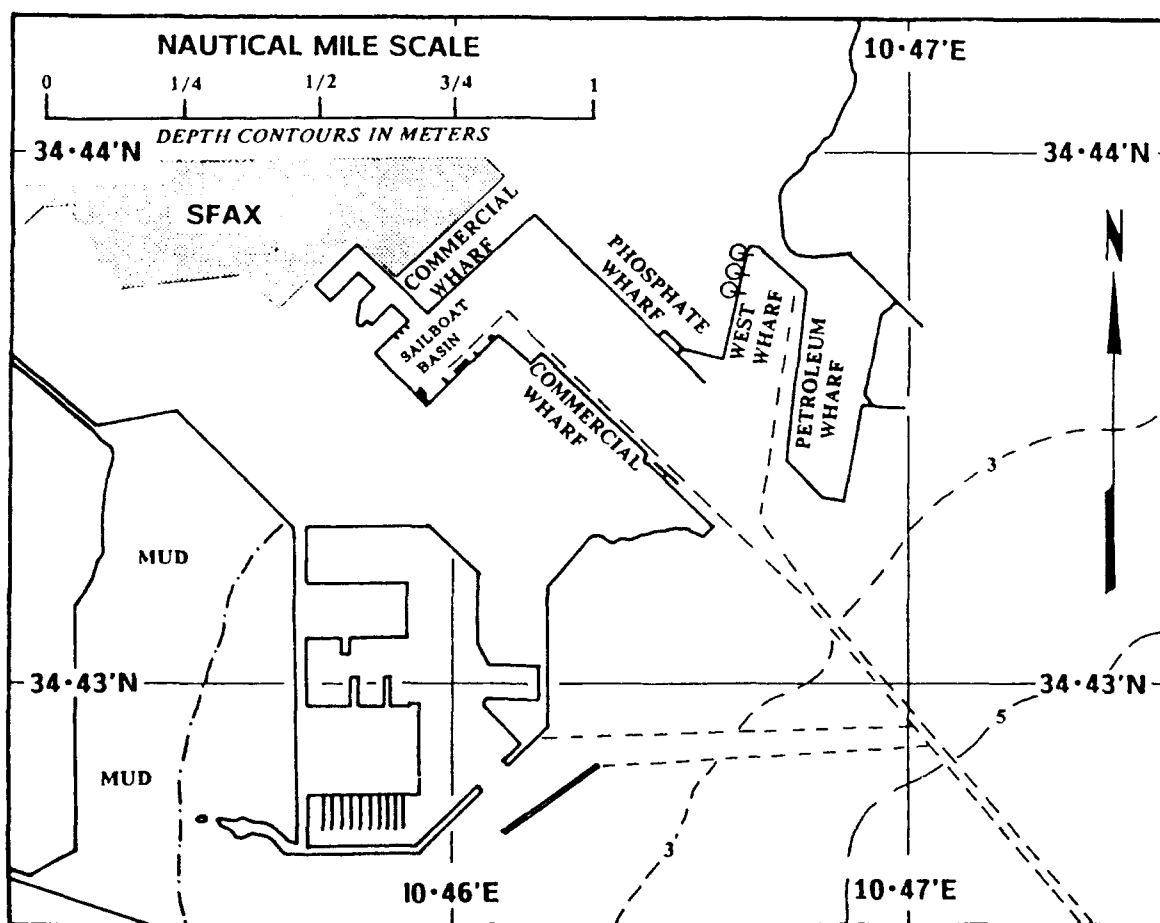 NAUTICAL MILE SCALE
0 1/4 1/2 3/4 1
DEPTH CONTOURS IN METERS
10•47'E
34•44'N
34•44'N
SFAX
N
COMMERCIAL
WHARF
PHOSPHATE
WHARF
WEST
WHARF
SAILBOAT
BASIN
PETROLEUM
WHARF
COMMERCIAL
WHARF
3
MUD
34•43'N
34•43'N
5
MUD
3
10•46'E
10•47'E